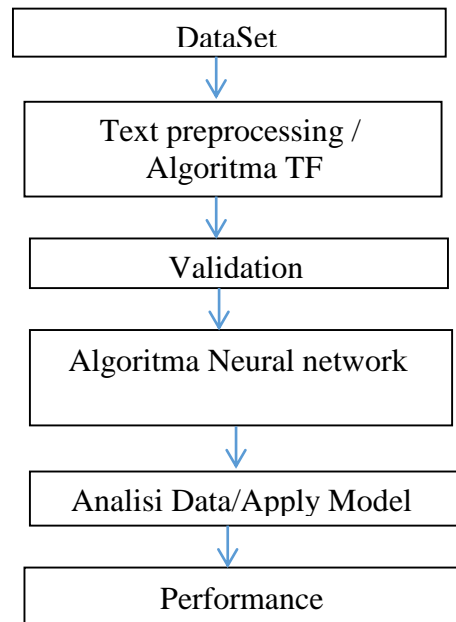 DataSet
Text preprocessing /
Algoritma TF
Validation
Algoritma Neural network
Analisi Data/Apply Model
Performance